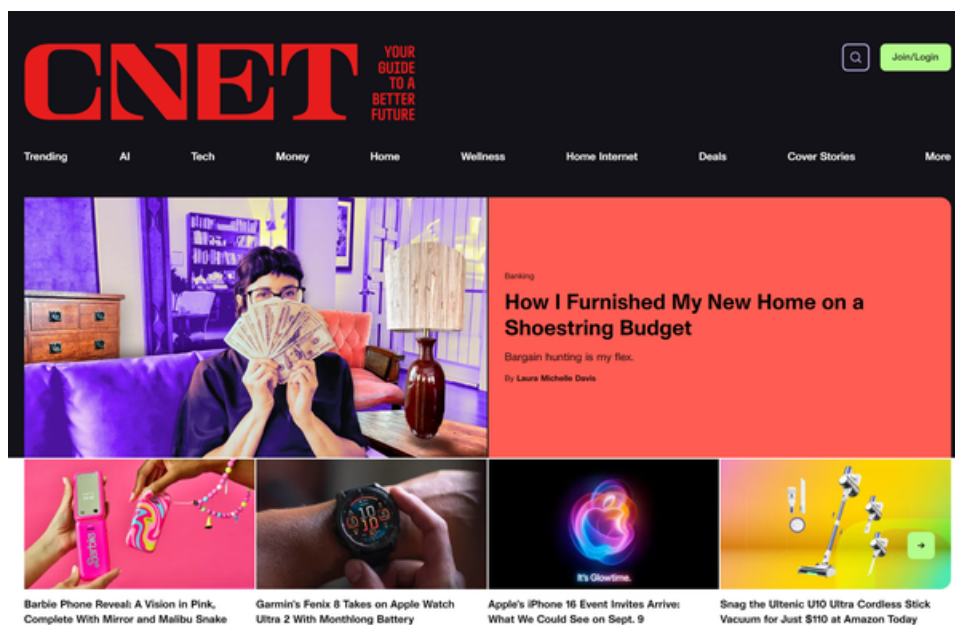 CNET
YOUR
GUIDE
TO A
BETTER
FUTURE
Join/Login
Trending AI Tech Money Home Wellness Home Internet Deals Cover Stories More
Banking
How I Furnished My New Home on a
Shoestring Budget
Bargain hunting is my flex.
By Laura Michelle Davis
Barbie
10
10
It's Glowtime.
Barbie Phone Reveal: A Vision in Pink,
Complete With Mirror and Malibu Snake
Garmin's Fenix 8 Takes on Apple Watch
Ultra 2 With Monthlong Battery
Apple's iPhone 16 Event Invites Arrive:
What We Could See on Sept. 9
Snag the Ultenic U10 Ultra Cordless Stick
Vacuum for Just $110 at Amazon Today